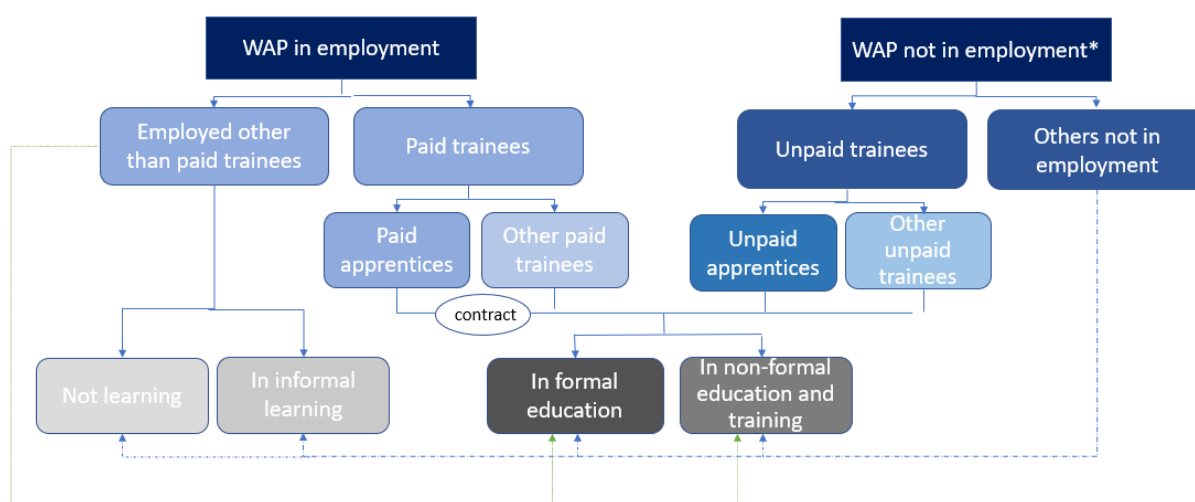 WAP in employment
WAP not in employment*
Employed other
than paid trainees
Paid trainees
Unpaid trainees
Others not in
employment
Paid
apprentices
Other paid
trainees
Unpaid
apprentices
Other
unpaid
trainees
contract
Not learning
In informal
learning
In formal
education
In non-formal
education and
training